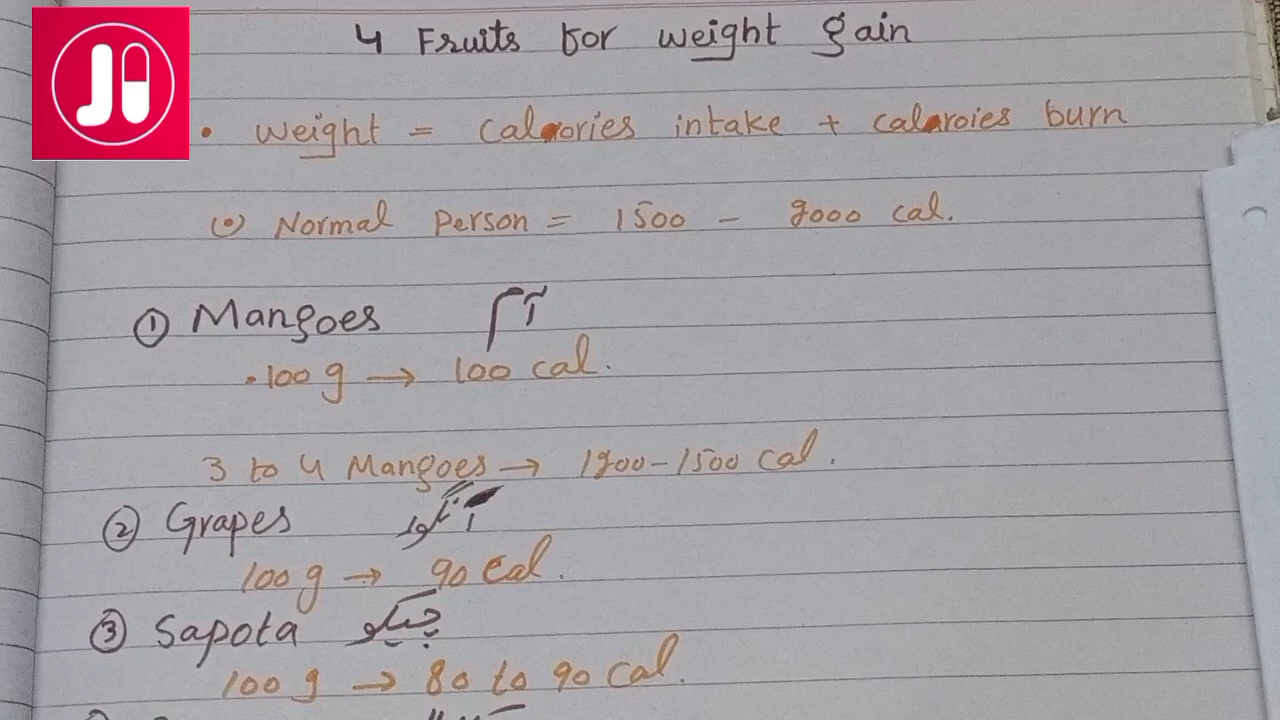 4 Fruits for weight gain
• weight = calaories intake + calaroies burn
(•) Normal Person = 1500 - 2000 cal.
① Mangoes آم
•100 g → 100 cal.
3 to 4 Mangoes → 1200-1500 cal.
② Grapes انگور
100 g → 90 cal.
③ Sapota چیکو
100 g → 80 to 90 cal.